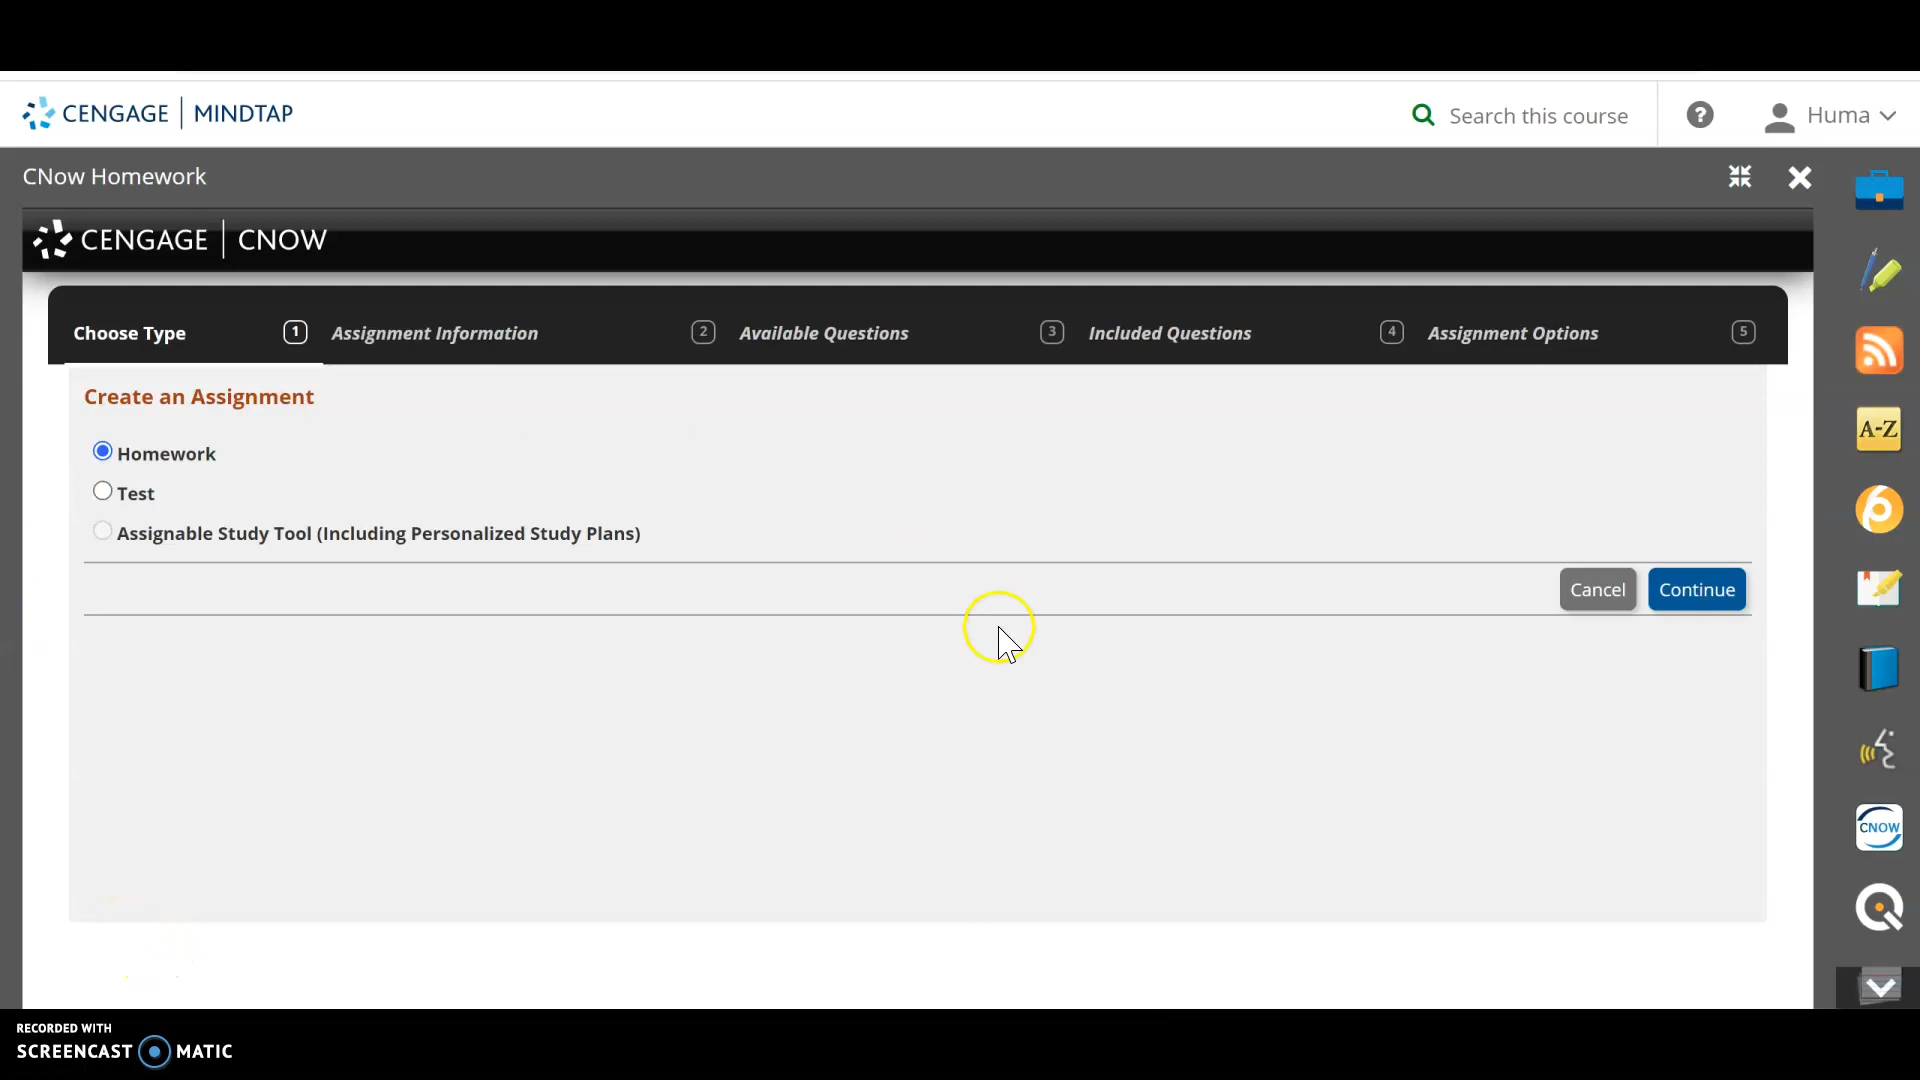 CENGAGE | MINDTAP
Search this course
?
Huma
CNow Homework
CENGAGE | CNOW
Choose Type 1 Assignment Information 2 Available Questions 3 Included Questions 4 Assignment Options 5
Create an Assignment
Homework
Test
Assignable Study Tool (Including Personalized Study Plans)
Cancel Continue
A-Z
CNOW
RECORDED WITH
SCREENCAST MATIC